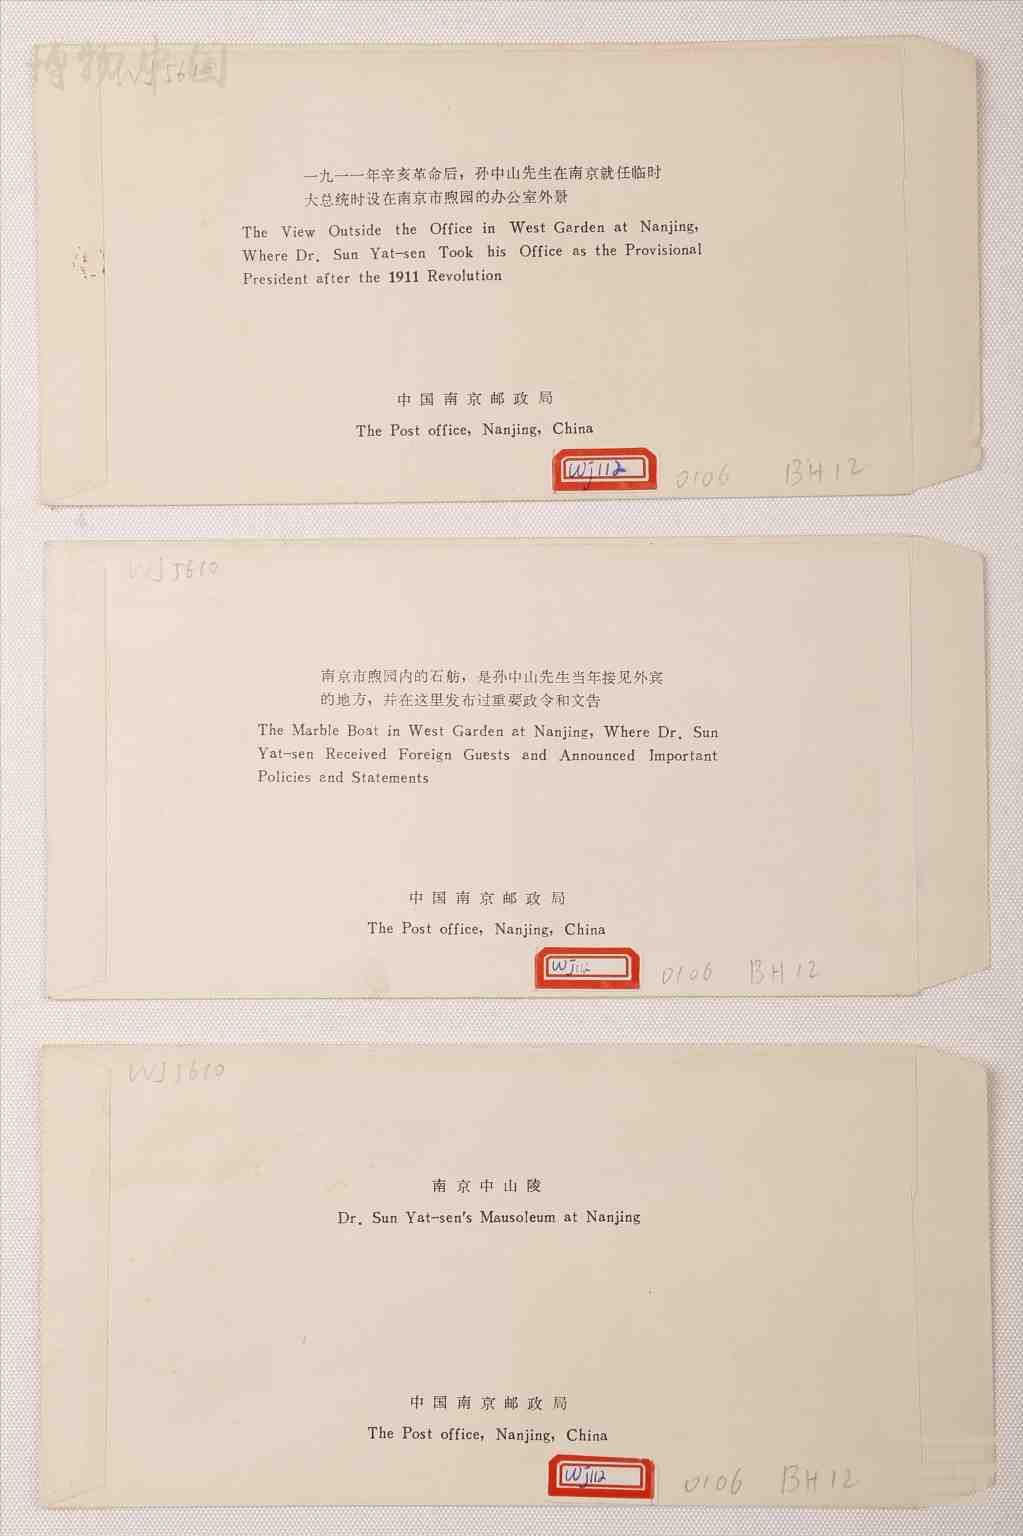 博物中国
WJ 5610
一九一一年辛亥革命后，孙中山先生在南京就任临时
大总统时设在南京市煦园的办公室外景
The View Outside the Office in West Garden at Nanjing,
Where Dr. Sun Yat-sen Took his Office as the Provisional
President after the 1911 Revolution
中国南京邮政局
The Post office, Nanjing, China
Wj112 0106 BH12
WJ 5610
南京市煦园内的石舫，是孙中山先生当年接见外宾
的地方，并在这里发布过重要政令和文告
The Marble Boat in West Garden at Nanjing, Where Dr. Sun
Yat-sen Received Foreign Guests and Announced Important
Policies and Statements
中国南京邮政局
The Post office, Nanjing, China
Wj112 0106 BH12
WJ 5610
南京中山陵
Dr. Sun Yat-sen's Mausoleum at Nanjing
中国南京邮政局
The Post office, Nanjing, China
Wj112 0106 BH12